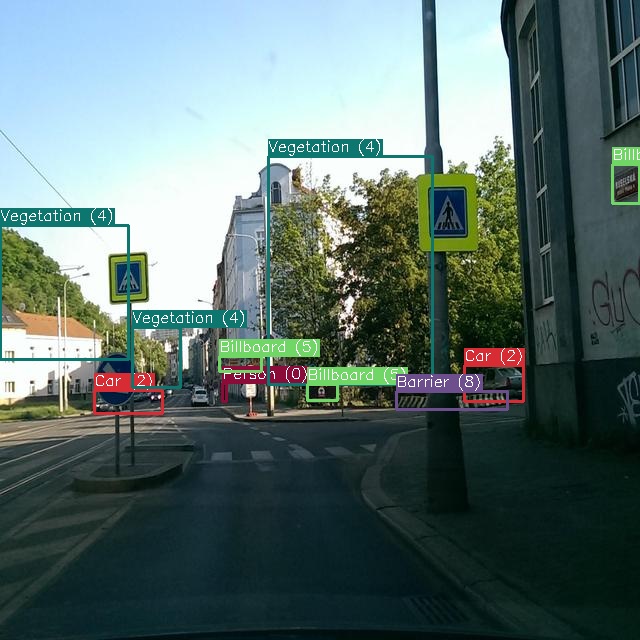 Vegetation (4)
Billb
Vegetation (4)
Vegetation (4)
Billboard (5)
Car (2)
Person (0)
Billboard (5)
Car (2)
Barrier (8)